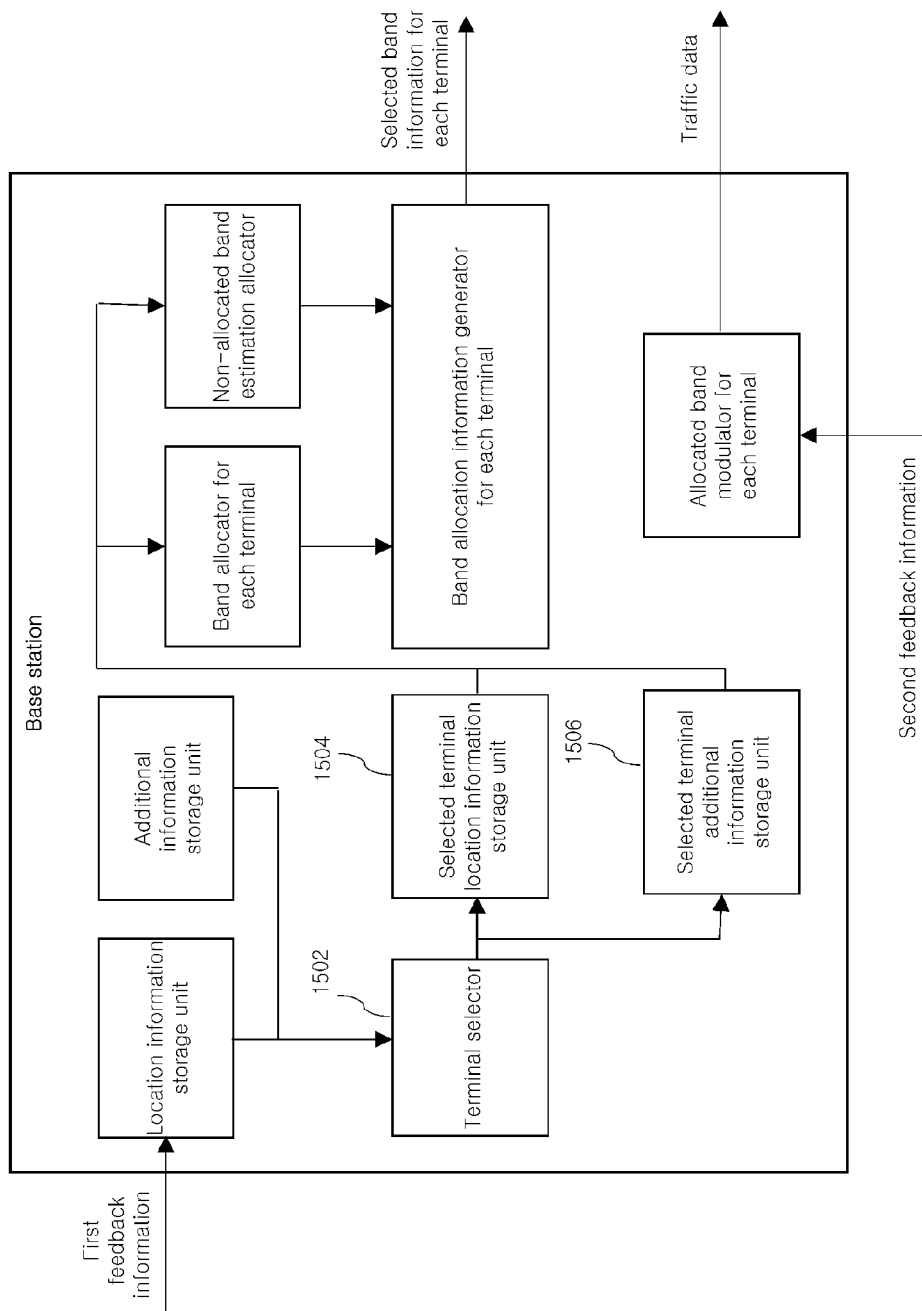 Base station
First
feedback
information
Location information
storage unit
Additional
information
storage unit
Band allocator for
each terminal
Non-allocated band
estimation allocator
1502
Terminal selector
1504
Selected terminal
location information
storage unit
Band allocation information generator
for each terminal
Selected band
information for
each terminal
1506
Selected terminal
additional
information
storage unit
Allocated band
modulator for
each terminal
Traffic data
Second feedback information